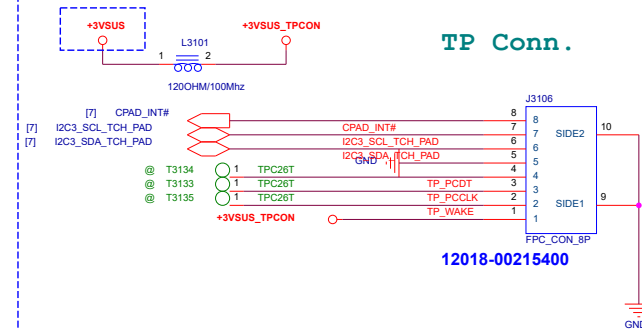 +3VSUS
+3VSUS_TPCON
TP Conn.
L3101
1 2
120OHM/100Mhz
J3106
[7] CPAD_INT#
8 8
[7] I2C3_SCL_TCH_PAD
CPAD_INT# 7 7 SIDE2 10
[7] I2C3_SDA_TCH_PAD
I2C3_SCL_TCH_PAD 6 6
I2C3_SDA_TCH_PAD 5 5
GND
@ T3134 1 TPC26T 4 4
@ T3133 1 TPC26T TP_PCDT 3 3
@ T3135 1 TPC26T TP_PCCLK 2 2 SIDE1 9
+3VSUS_TPCON TP_WAKE 1 1
FPC_CON_8P
12018-00215400
GND